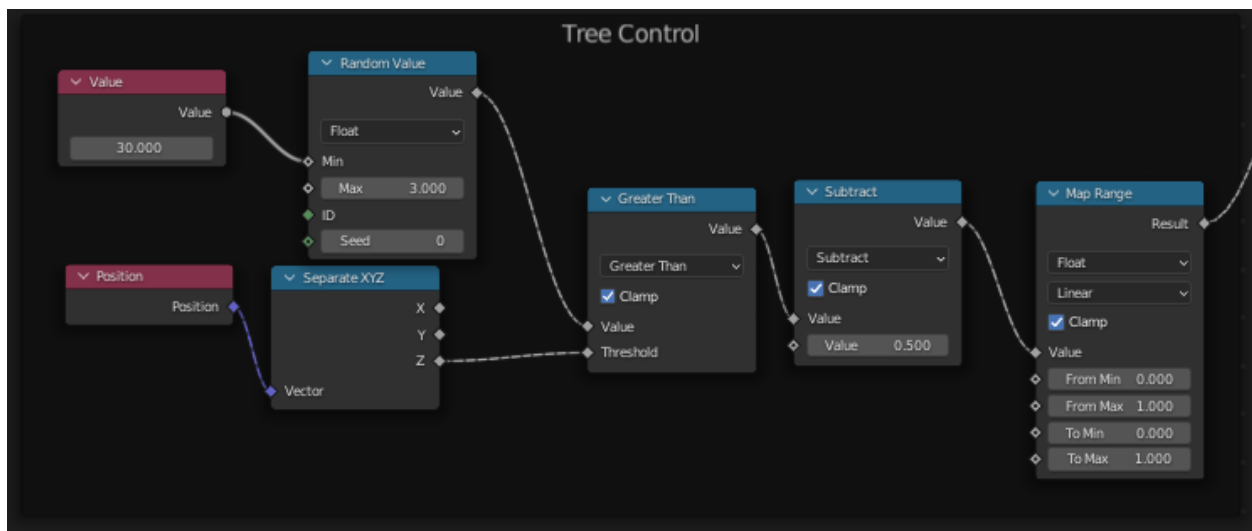 Tree Control
Value
Value
30.000
Random Value
Value
Float
Min
Max 3.000
ID
Seed 0
Position
Position
Separate XYZ
X
Y
Z
Vector
Greater Than
Value
Greater Than
Clamp
Value
Threshold
Subtract
Value
Subtract
Clamp
Value
Value 0.500
Map Range
Result
Float
Linear
Clamp
Value
From Min 0.000
From Max 1.000
To Min 0.000
To Max 1.000